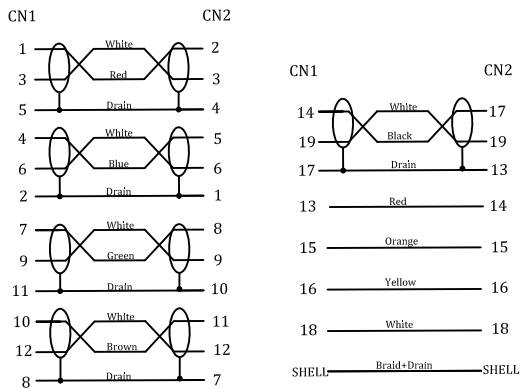 CN1 CN2
1 White 2
3 Red 3
5 Drain 4
4 White 5
6 Blue 6
2 Drain 1
7 White 8
9 Green 9
11 Drain 10
10 White 11
12 Brown 12
8 Drain 7
CN1 CN2
14 White 17
19 Black 19
17 Drain 13
13 Red 14
15 Orange 15
16 Yellow 16
18 White 18
SHELL Braid+Drain SHELL